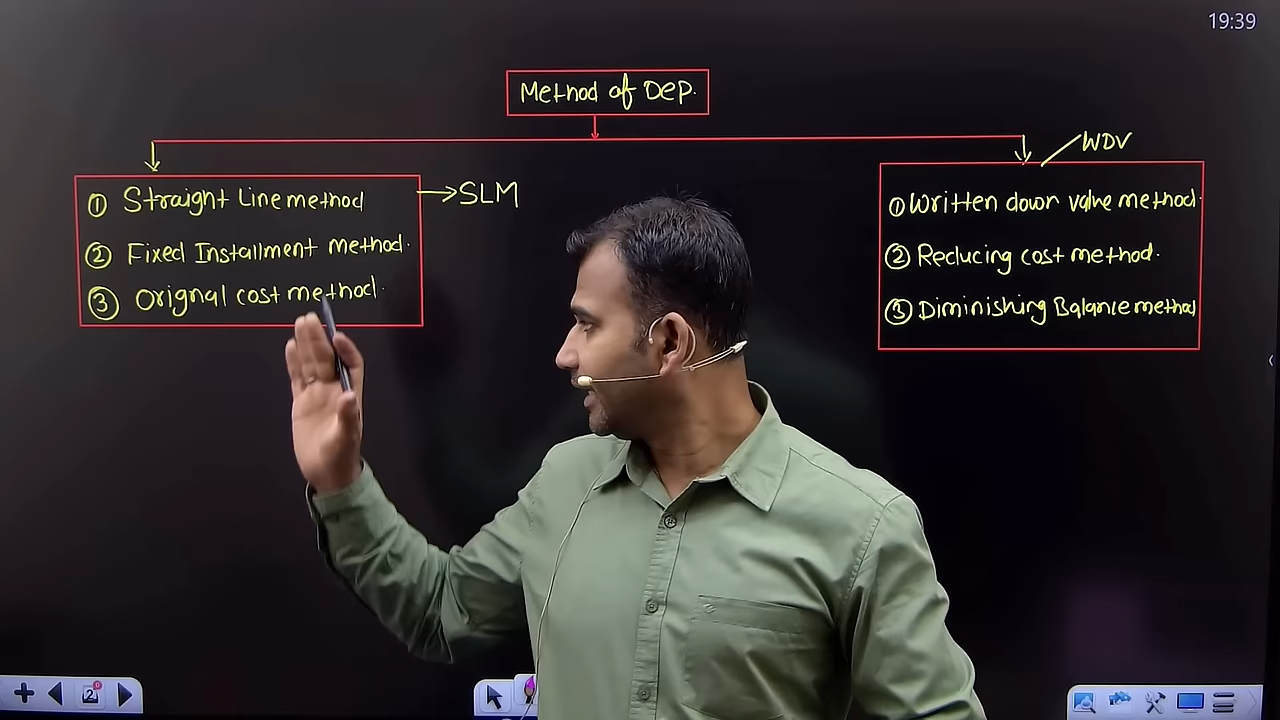 19:39
Method of Dep.
WDV
① Straight Line method
→SLM
② Fixed Installment method.
③ Orignal cost method.
① Written down value method.
② Reducing cost method.
③ Diminishing Balance method
2